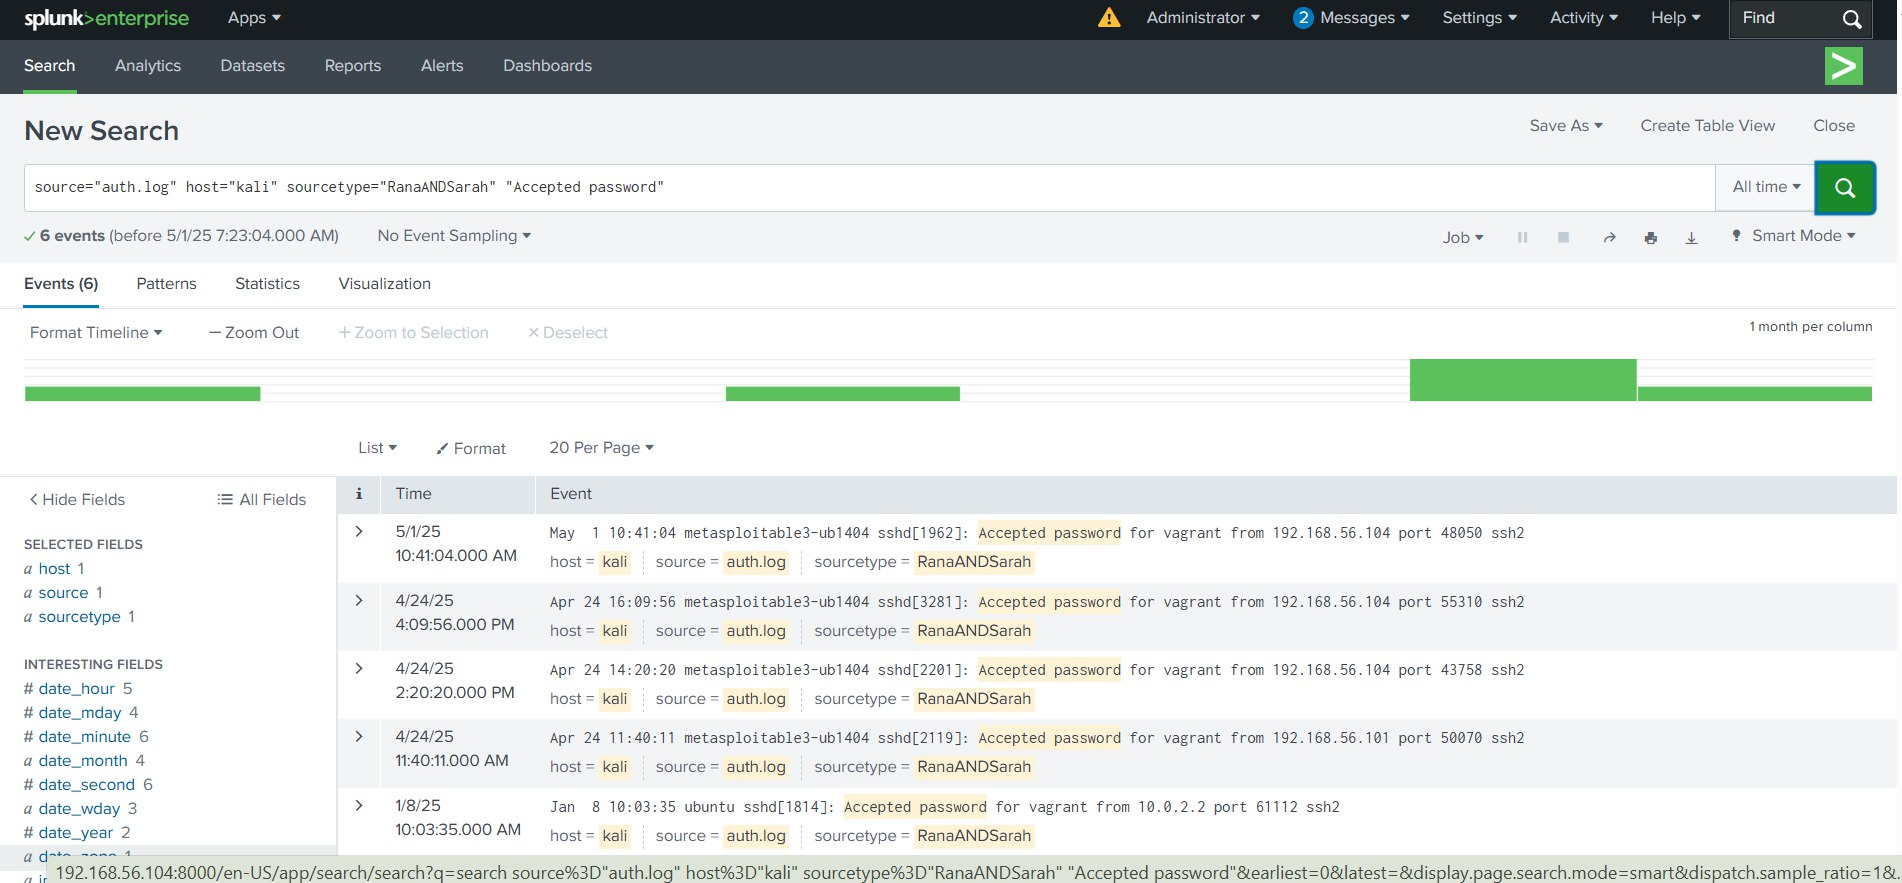 splunk>enterprise Apps Administrator 2 Messages Settings Activity Help Find
Search Analytics Datasets Reports Alerts Dashboards
New Search Save As Create Table View Close
source="auth.log" host="kali" sourcetype="RanaANDSarah" "Accepted password" All time
6 events (before 5/1/25 7:23:04.000 AM) No Event Sampling Job Smart Mode
Events (6) Patterns Statistics Visualization
Format Timeline — Zoom Out + Zoom to Selection × Deselect 1 month per column
List Format 20 Per Page
< Hide Fields All Fields
SELECTED FIELDS
a host 1
a source 1
a sourcetype 1
INTERESTING FIELDS
# date_hour 5
# date_mday 4
# date_minute 6
a date_month 4
# date_second 6
a date_wday 3
# date_year 2
a date_zone 1
i Time Event
> 5/1/25 May 1 10:41:04 metasploitable3-ub1404 sshd[1962]: Accepted password for vagrant from 192.168.56.104 port 48050 ssh2
10:41:04.000 AM host = kali source = auth.log sourcetype = RanaANDSarah
> 4/24/25 Apr 24 16:09:56 metasploitable3-ub1404 sshd[3281]: Accepted password for vagrant from 192.168.56.104 port 55310 ssh2
4:09:56.000 PM host = kali source = auth.log sourcetype = RanaANDSarah
> 4/24/25 Apr 24 14:20:20 metasploitable3-ub1404 sshd[2201]: Accepted password for vagrant from 192.168.56.104 port 43758 ssh2
2:20:20.000 PM host = kali source = auth.log sourcetype = RanaANDSarah
> 4/24/25 Apr 24 11:40:11 metasploitable3-ub1404 sshd[2119]: Accepted password for vagrant from 192.168.56.101 port 50070 ssh2
11:40:11.000 AM host = kali source = auth.log sourcetype = RanaANDSarah
> 1/8/25 Jan 8 10:03:35 ubuntu sshd[1814]: Accepted password for vagrant from 10.0.2.2 port 61112 ssh2
10:03:35.000 AM host = kali source = auth.log sourcetype = RanaANDSarah
192.168.56.104:8000/en-US/app/search/search?q=search source%3D"auth.log" host%3D"kali" sourcetype%3D"RanaANDSarah" "Accepted password"&earliest=0&latest=&display.page.search.mode=smart&dispatch.sample_ratio=1&.